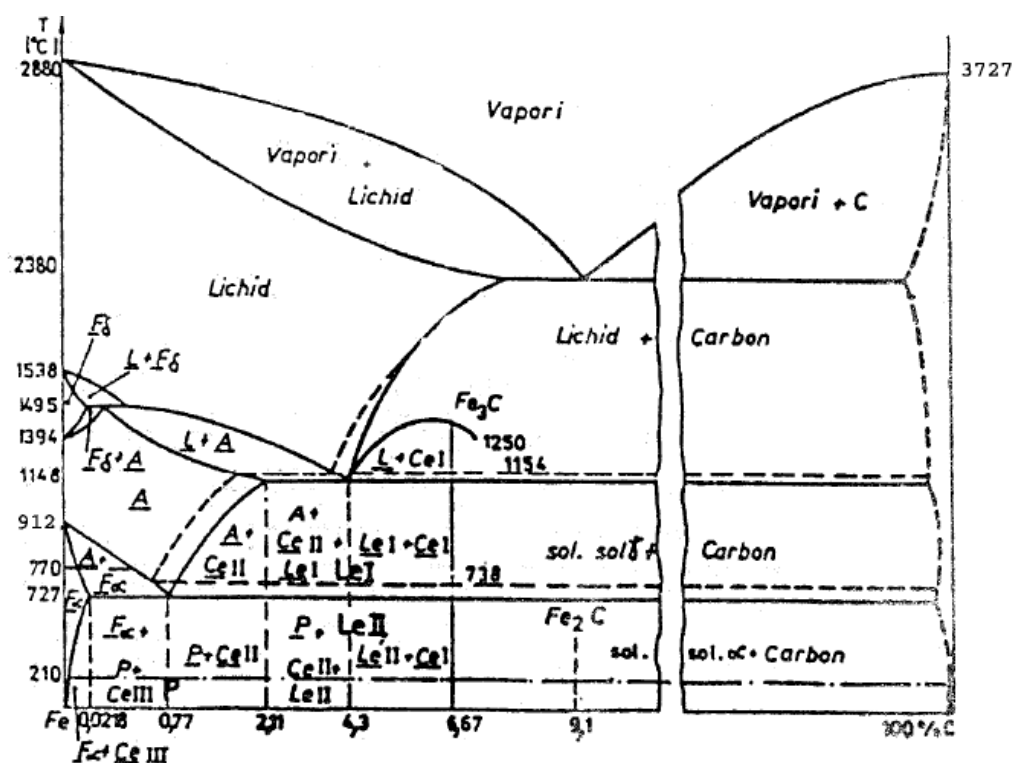 T
[°C]
2880
3727
Vapori
Vapori +
Lichid
Vapori + C
2380
Lichid
Fδ
Lichid + Carbon
L + Fδ
1538
1495
Fe₃C
1394
L + A
1250
Fδ+A
L + CeI
1154
1148
A
A+
912
A+
CeII + LeI + CeI
sol. solɣ+ Carbon
CeII
LeI LeI
A+
770
738
Fα
727
Fα
Fe₂C
Fα+
P+ LeII
P+CeII
LeII+CeI
sol. sol.α+ Carbon
P+
CeII+
210
CeIII
P
LeII
Fe 0,0218 0,77 2,11 4,3 6,67 9,1 100 % C
Fα+ CeIII